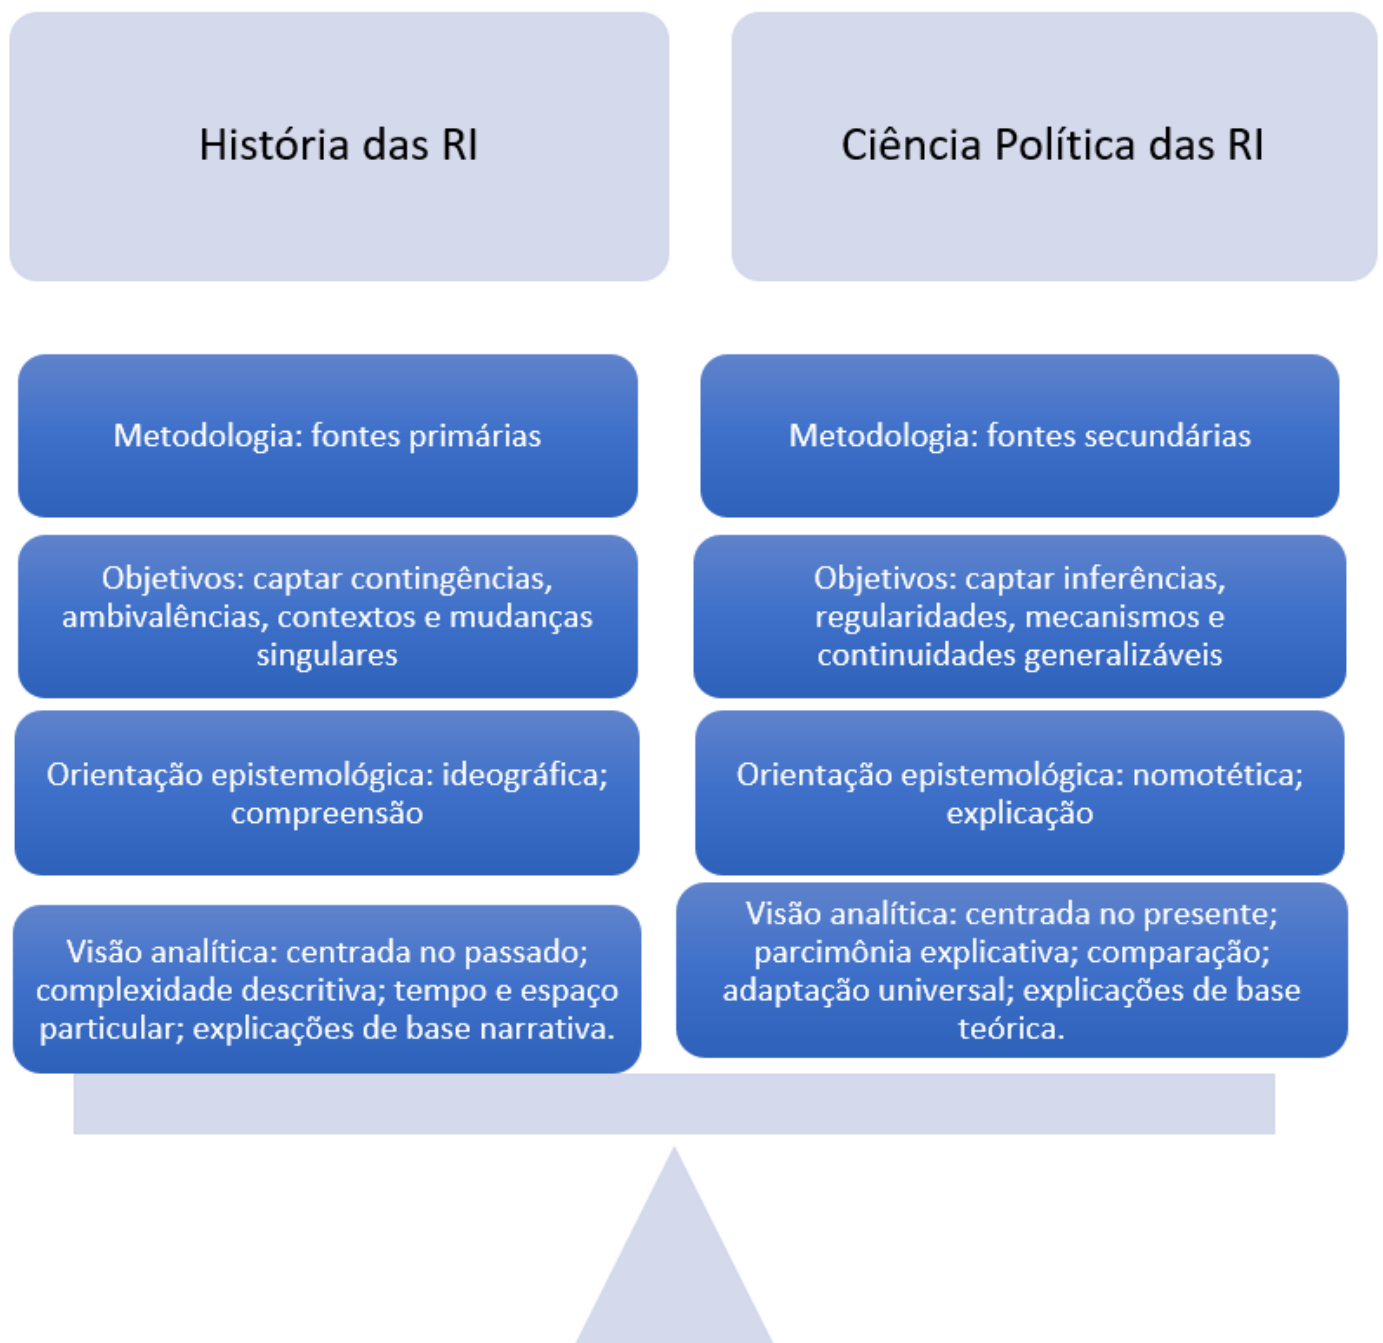 História das RI
Ciência Política das RI
Metodologia: fontes primárias
Metodologia: fontes secundárias
Objetivos: captar contingências,
ambivalências, contextos e mudanças
singulares
Objetivos: captar inferências,
regularidades, mecanismos e
continuidades generalizáveis
Orientação epistemológica: ideográfica;
compreensão
Orientação epistemológica: nomotética;
explicação
Visão analítica: centrada no passado;
complexidade descritiva; tempo e espaço
particular; explicações de base narrativa.
Visão analítica: centrada no presente;
parcimônia explicativa; comparação;
adaptação universal; explicações de base
teórica.